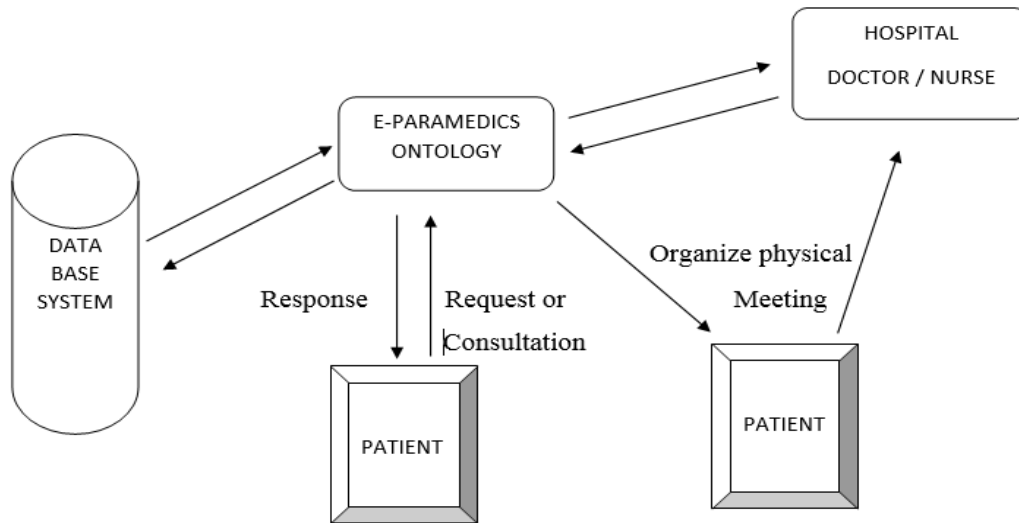 HOSPITAL
DOCTOR / NURSE
E-PARAMEDICS
ONTOLOGY
DATA
BASE
SYSTEM
Response
Request or
Consultation
Organize physical
Meeting
PATIENT
PATIENT